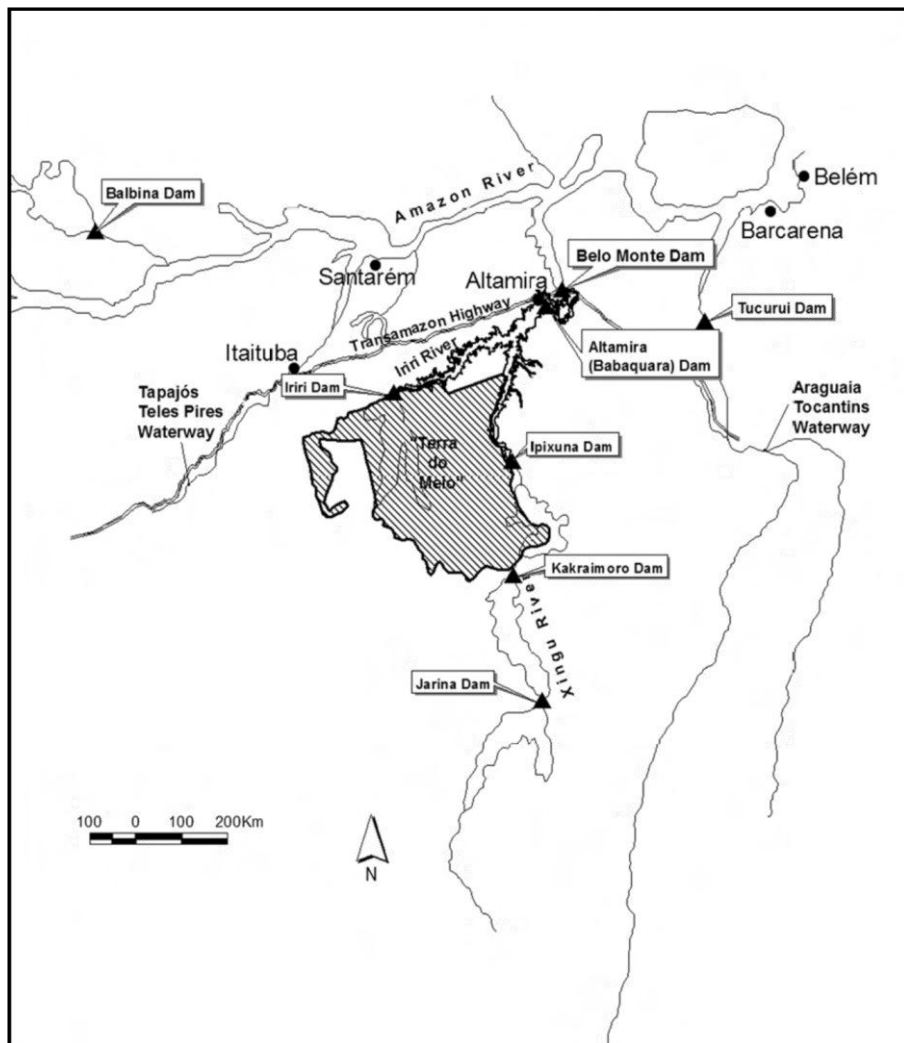 Belém
Balbina Dam
Amazon River
Barcarena
Belo Monte Dam
Santarém
Altamira
Transamazon Highway
Tucurui Dam
Iriri River
Altamira
(Babaquara) Dam
Itaituba
Iriri Dam
Tapajós
Teles Pires
Waterway
Araguaia
Tocantins
Waterway
"Terra
do
Meio"
Ipixuna Dam
Kakraimoro Dam
Xingu River
Jarina Dam
100 0 100 200Km
N